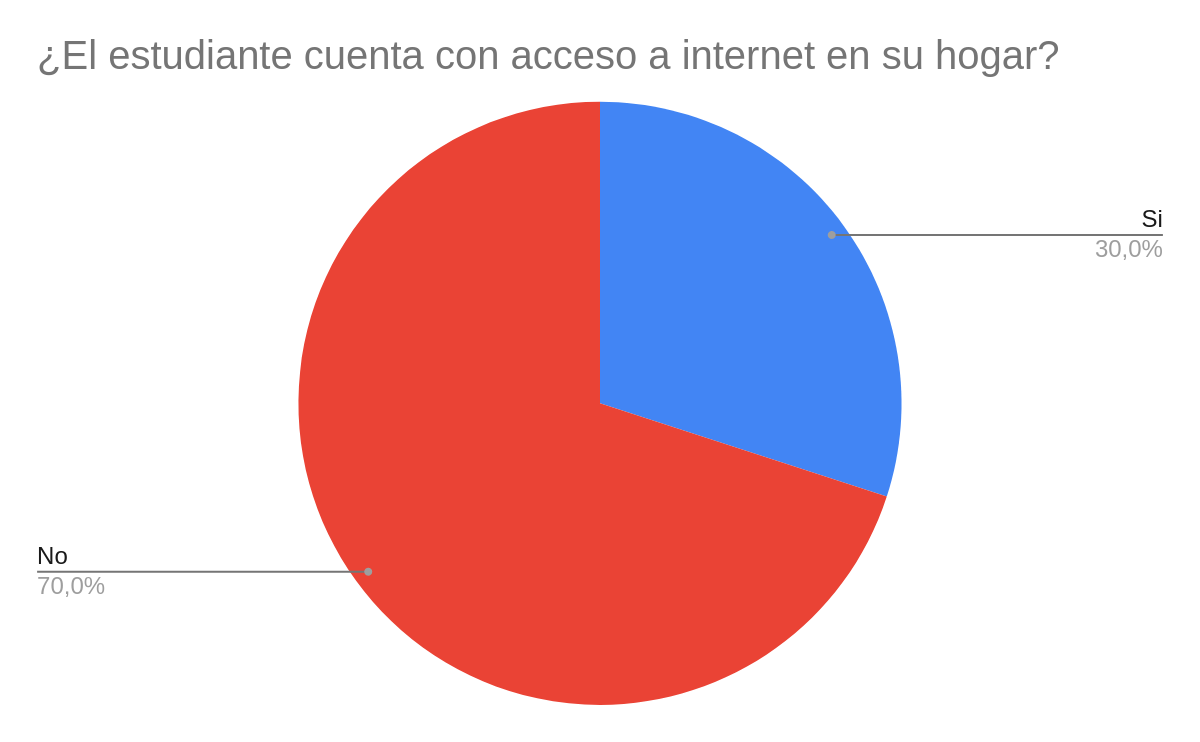 ¿El estudiante cuenta con acceso a internet en su hogar?
Si
30,0%
No
70,0%